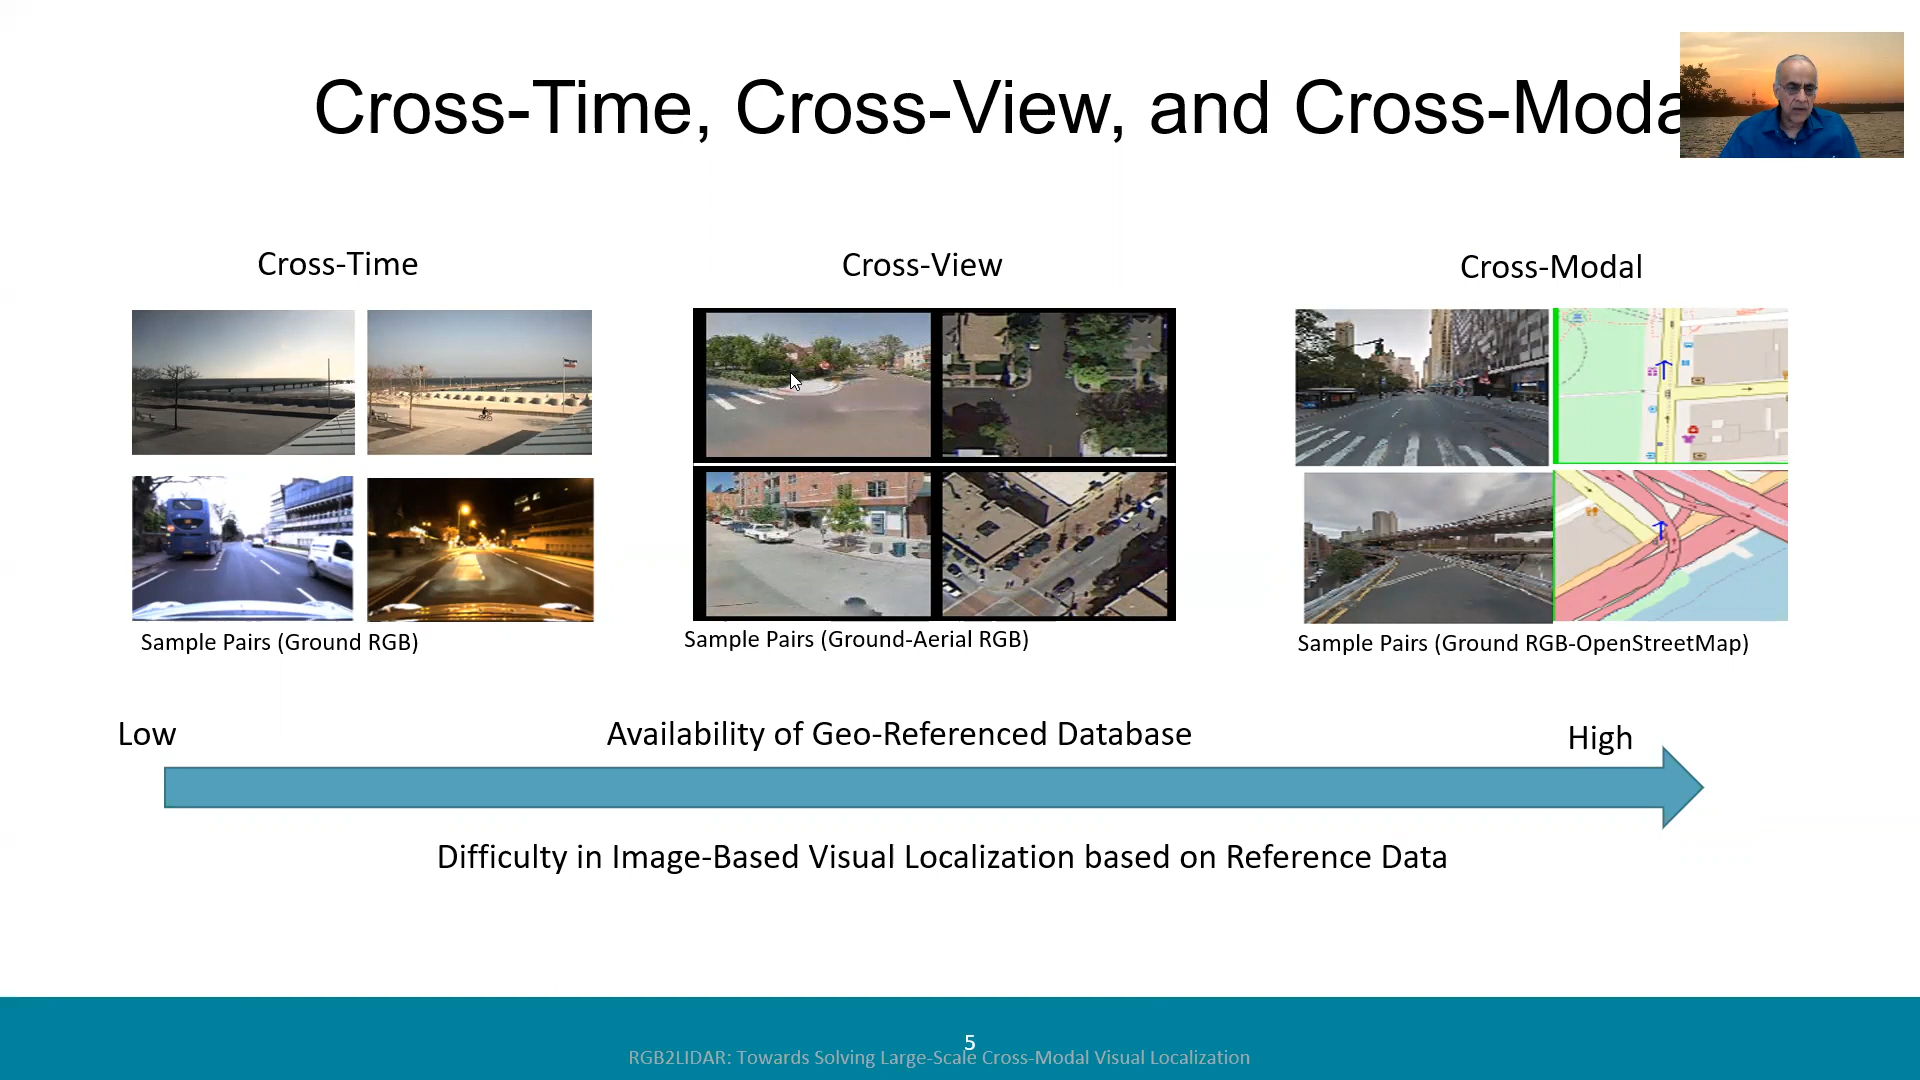 Cross-Time, Cross-View, and Cross-Moda
Cross-Time
Cross-View
Cross-Modal
Sample Pairs (Ground RGB)
Sample Pairs (Ground-Aerial RGB)
Sample Pairs (Ground RGB-OpenStreetMap)
Low
Availability of Geo-Referenced Database
High
Difficulty in Image-Based Visual Localization based on Reference Data
5
RGB2LIDAR: Towards Solving Large-Scale Cross-Modal Visual Localization